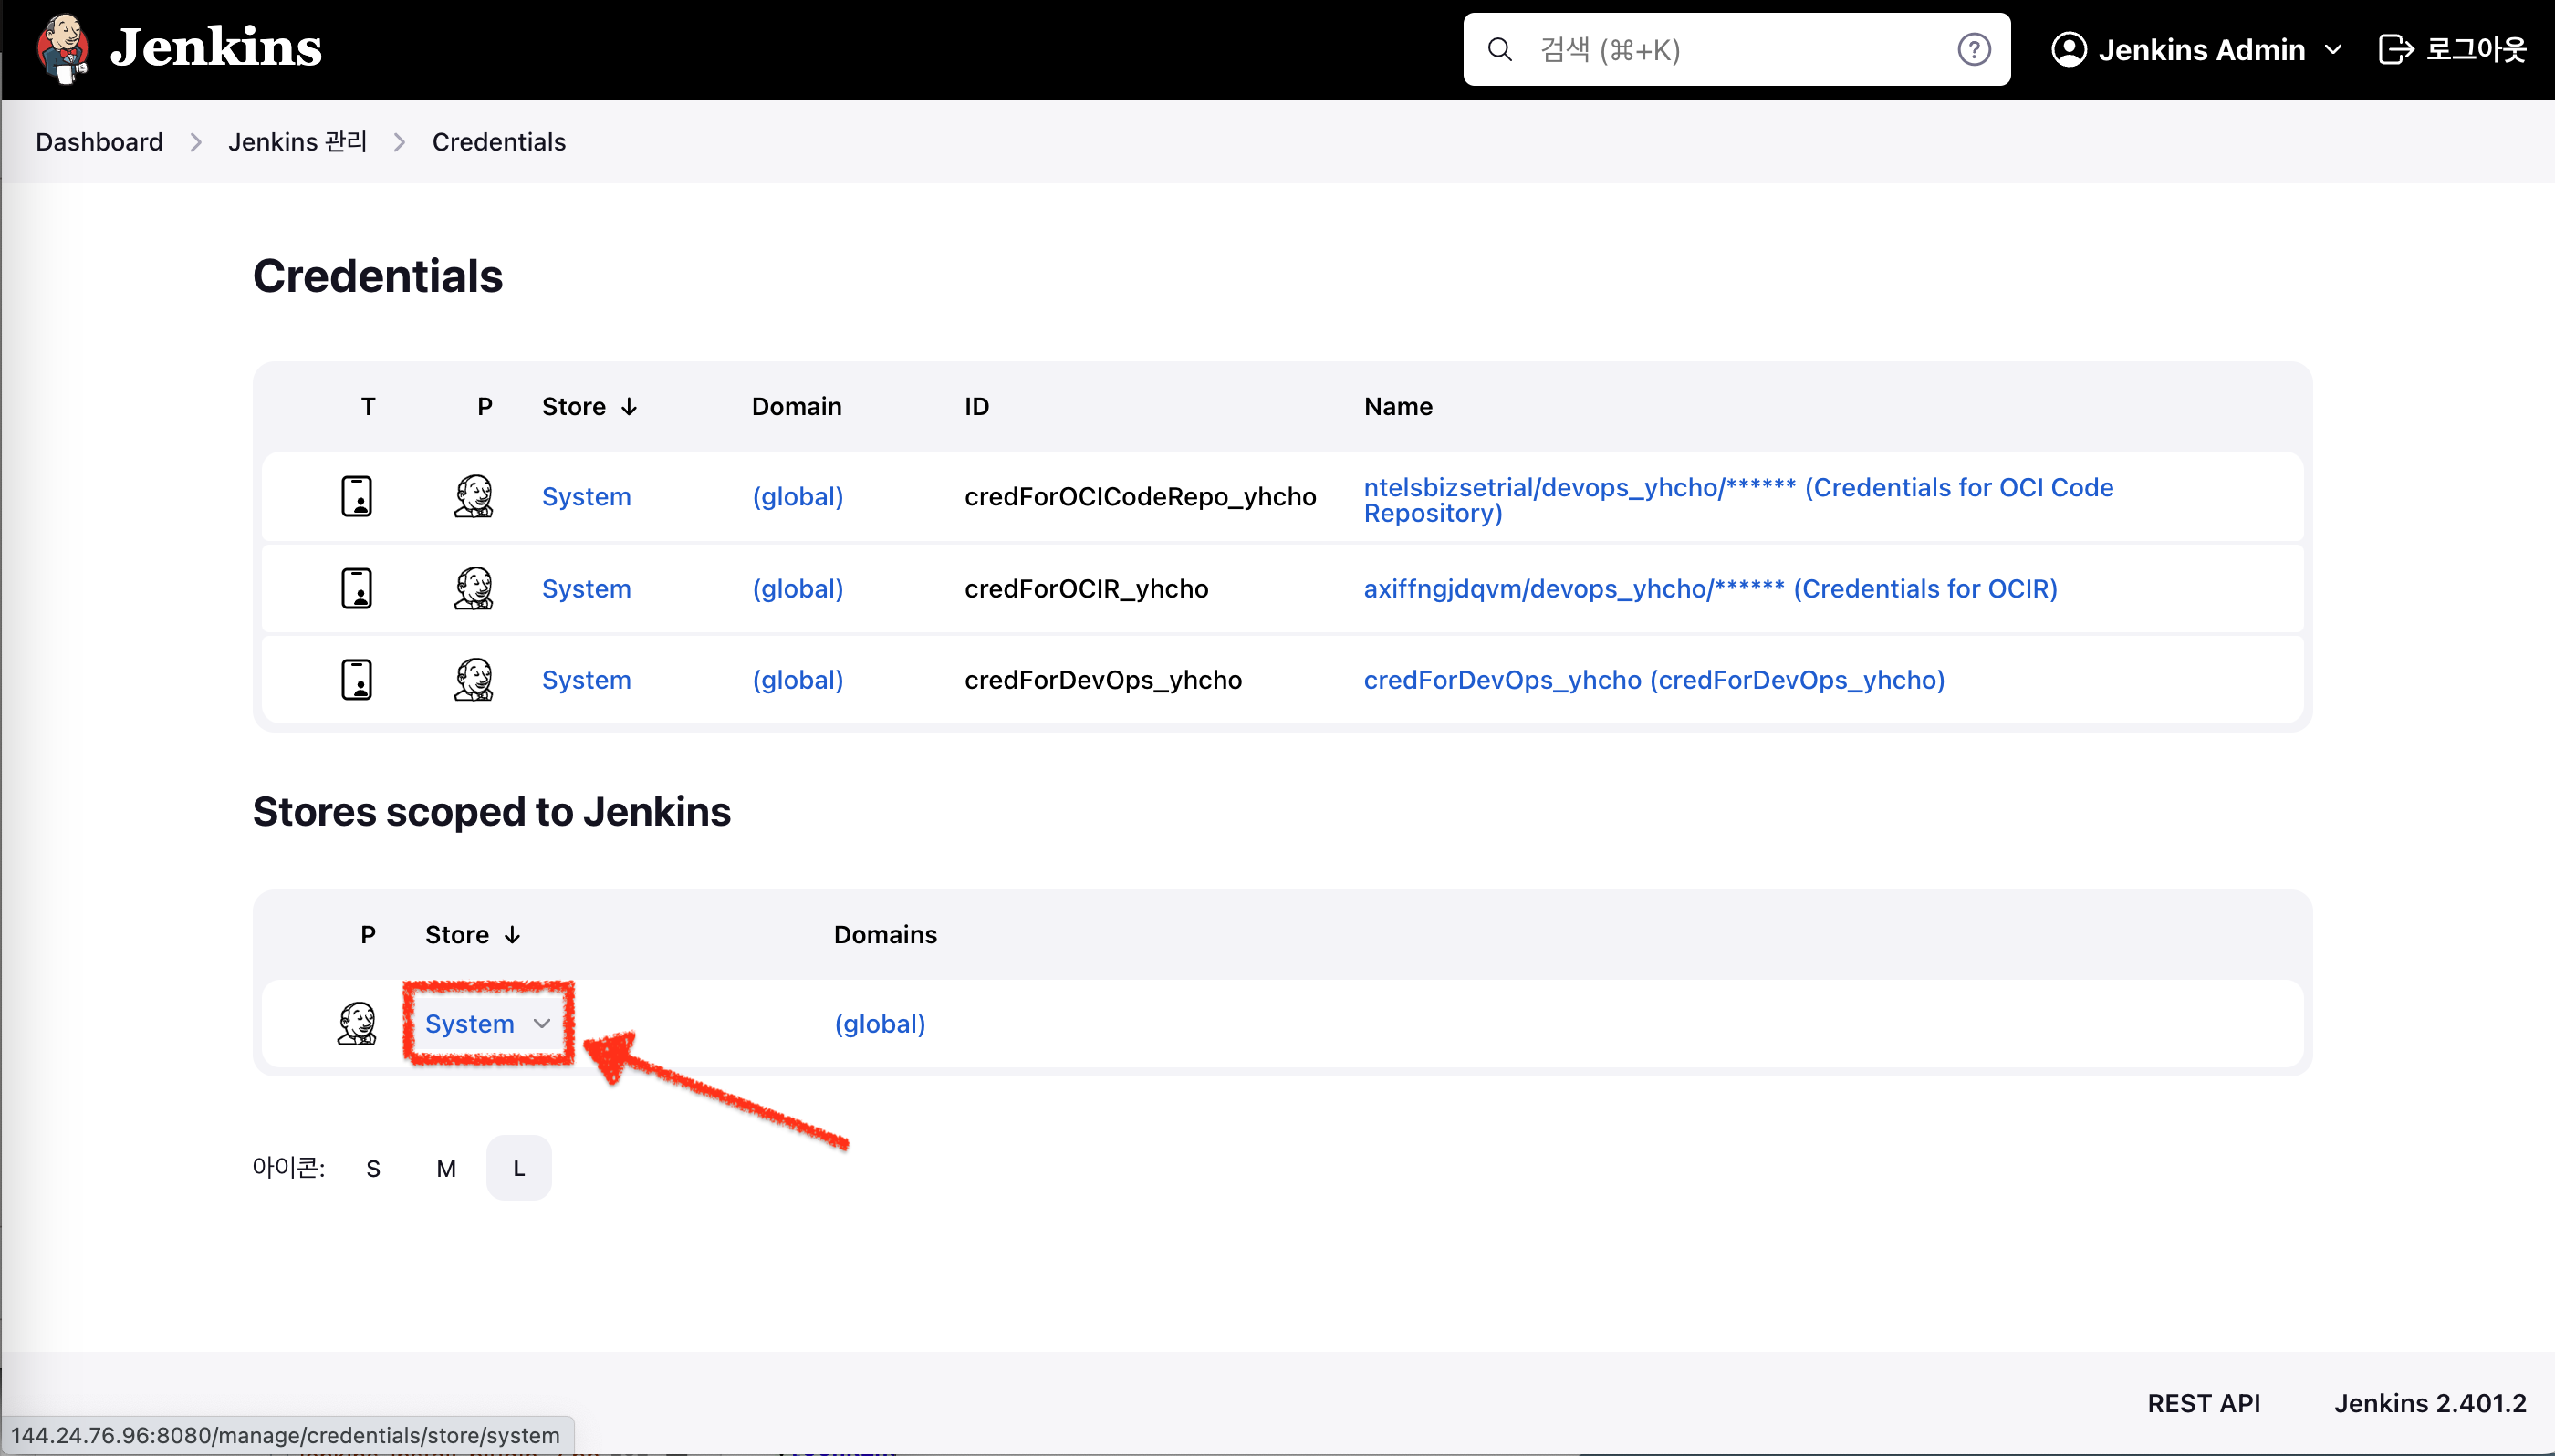 Jenkins
검색 (⌘+K)
Jenkins Admin
로그아웃
Dashboard
Jenkins 관리
Credentials
Credentials
T P Store ↓ Domain ID Name
System (global) credForOCICodeRepo_yhcho ntelsbizsetrial/devops_yhcho/****** (Credentials for OCI Code
Repository)
System (global) credForOCIR_yhcho axiffngjdqvm/devops_yhcho/****** (Credentials for OCIR)
System (global) credForDevOps_yhcho credForDevOps_yhcho (credForDevOps_yhcho)
Stores scoped to Jenkins
P Store ↓ Domains
System (global)
아이콘: S M L
REST API Jenkins 2.401.2
144.24.76.96:8080/manage/credentials/store/system